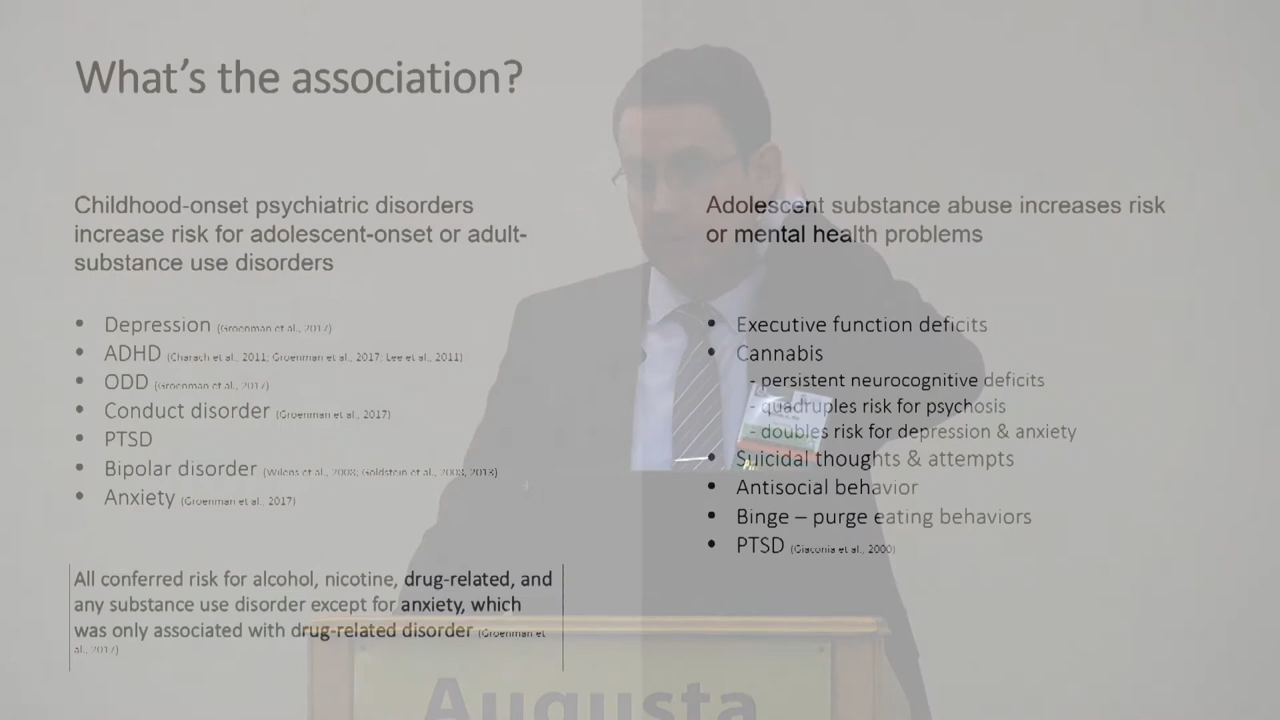 What's the association?
Childhood-onset psychiatric disorders
increase risk for adolescent-onset or adult-
substance use disorders
• Depression (Groenman et al., 2017)
• ADHD (Charach et al., 2011; Groenman et al., 2017; Lee et al., 2011)
• ODD (Groenman et al., 2017)
• Conduct disorder (Groenman et al., 2017)
• PTSD
• Bipolar disorder (Wilens et al., 2008; Goldstein et al., 2008, 2013)
• Anxiety (Groenman et al., 2017)
All conferred risk for alcohol, nicotine, drug-related, and
any substance use disorder except for anxiety, which
was only associated with drug-related disorder (Groenman et
al., 2017)
Adolescent substance abuse increases risk
or mental health problems
• Executive function deficits
• Cannabis
- persistent neurocognitive deficits
- quadruples risk for psychosis
- doubles risk for depression & anxiety
• Suicidal thoughts & attempts
• Antisocial behavior
• Binge – purge eating behaviors
• PTSD (Giaconia et al., 2000)
Augusta